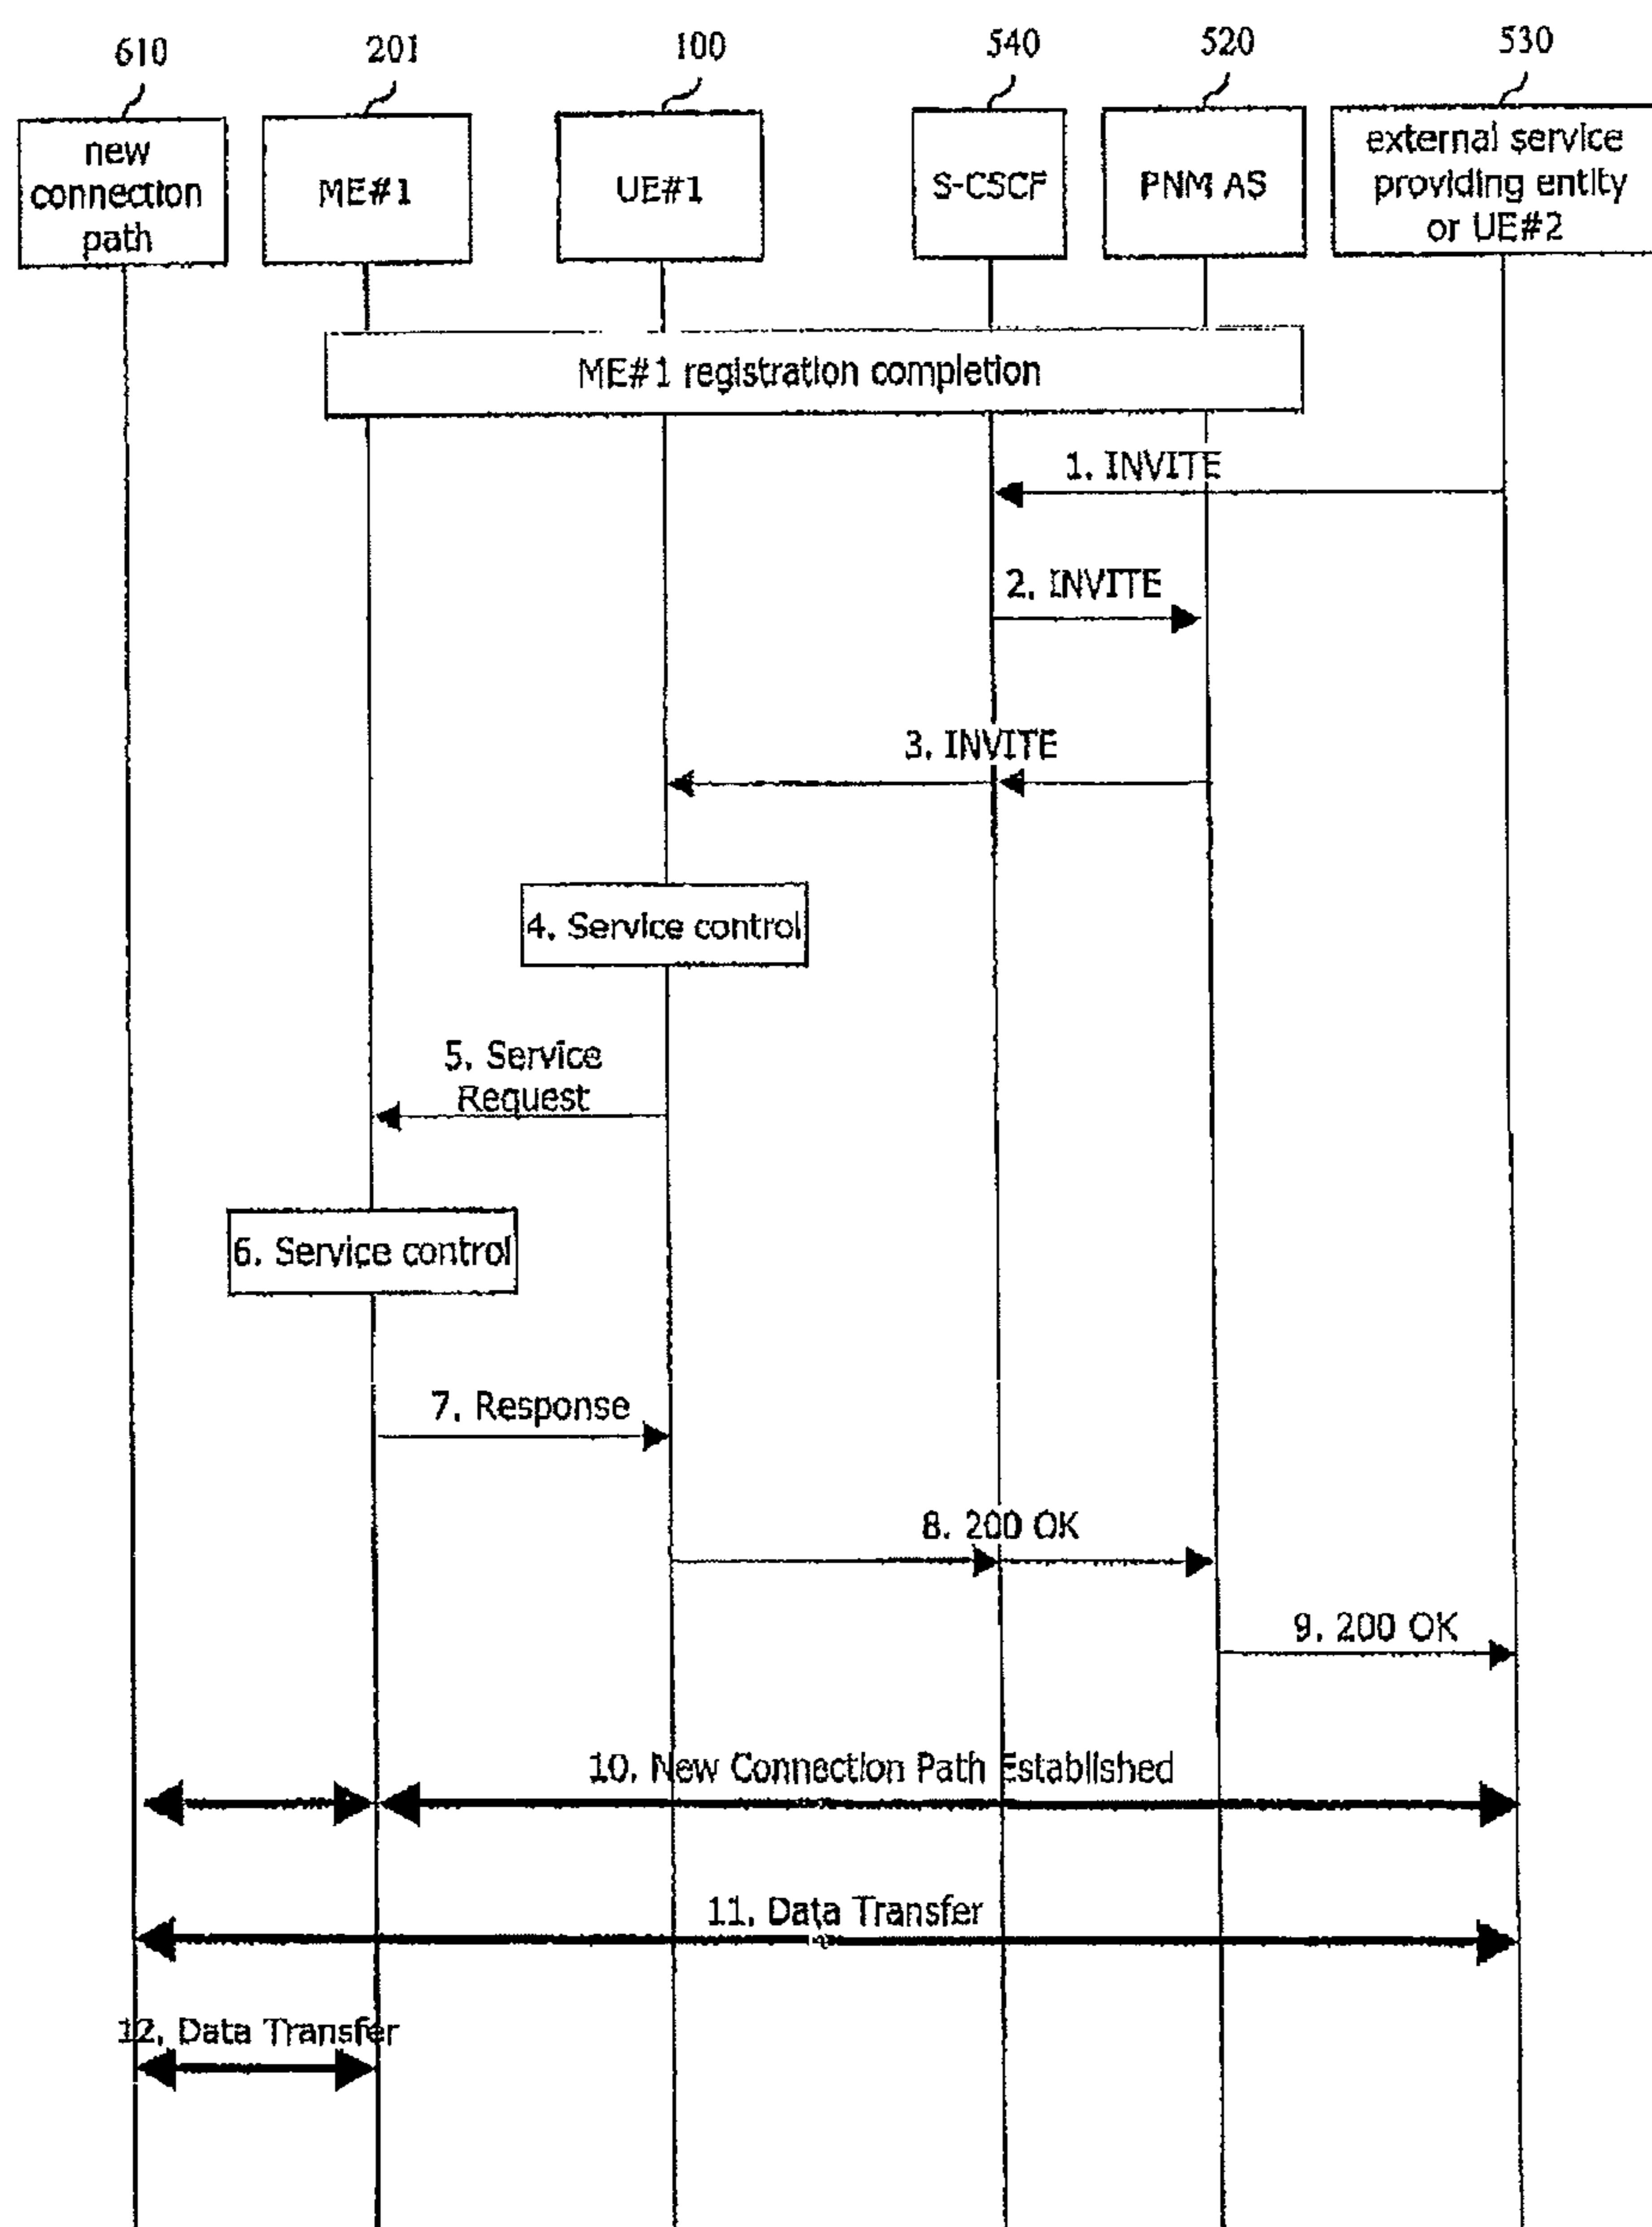 610
201
100
540
520
530
new
connection
path
ME#1
UE#1
S-CSCF
PNM AS
external service
providing entity
or UE#2
ME#1 registration completion
1. INVITE
2. INVITE
3. INVITE
4. Service control
5. Service
Request
6. Service control
7. Response
8. 200 OK
9. 200 OK
10. New Connection Path Established
11. Data Transfer
12. Data Transfer